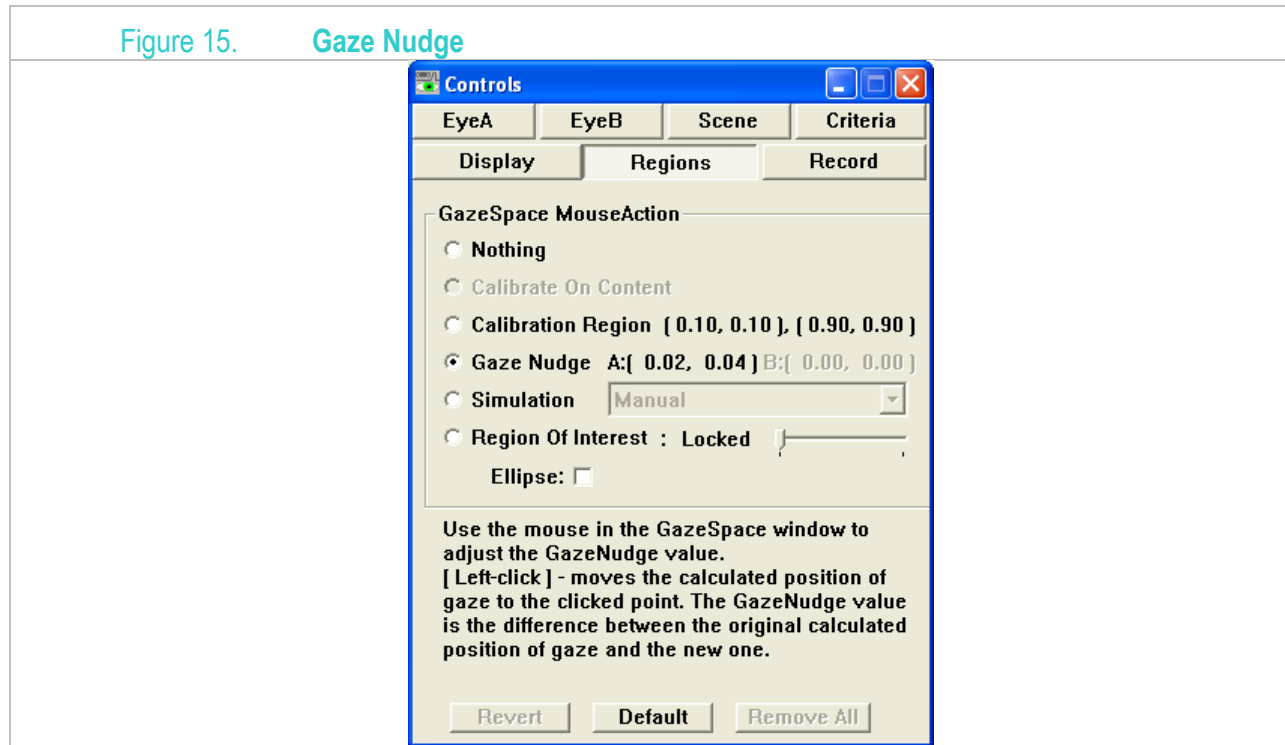 Figure 15. Gaze Nudge
Controls
EyeA EyeB Scene Criteria
Display Regions Record
GazeSpace MouseAction
Nothing
Calibrate On Content
Calibration Region ( 0.10, 0.10 ), ( 0.90, 0.90 )
Gaze Nudge A:( 0.02, 0.04 ) B:( 0.00, 0.00 )
Simulation Manual
Region Of Interest : Locked
Ellipse:
Use the mouse in the GazeSpace window to
adjust the GazeNudge value.
[ Left-click ] - moves the calculated position of
gaze to the clicked point. The GazeNudge value
is the difference between the original calculated
position of gaze and the new one.
Revert Default Remove All